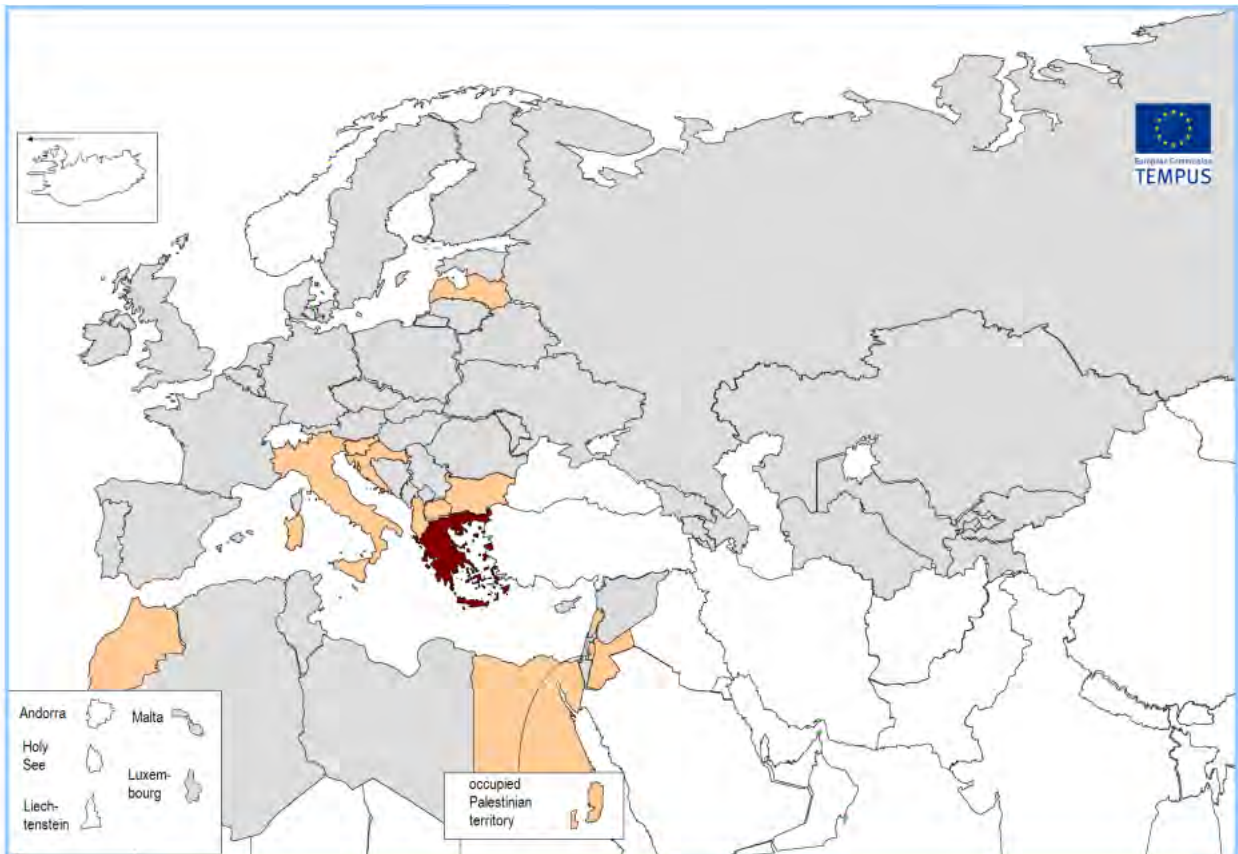 European Commission
TEMPUS
Andorra
Malta
Holy
See
Luxem-
bourg
Liech-
tenstein
occupied
Palestinian
territory